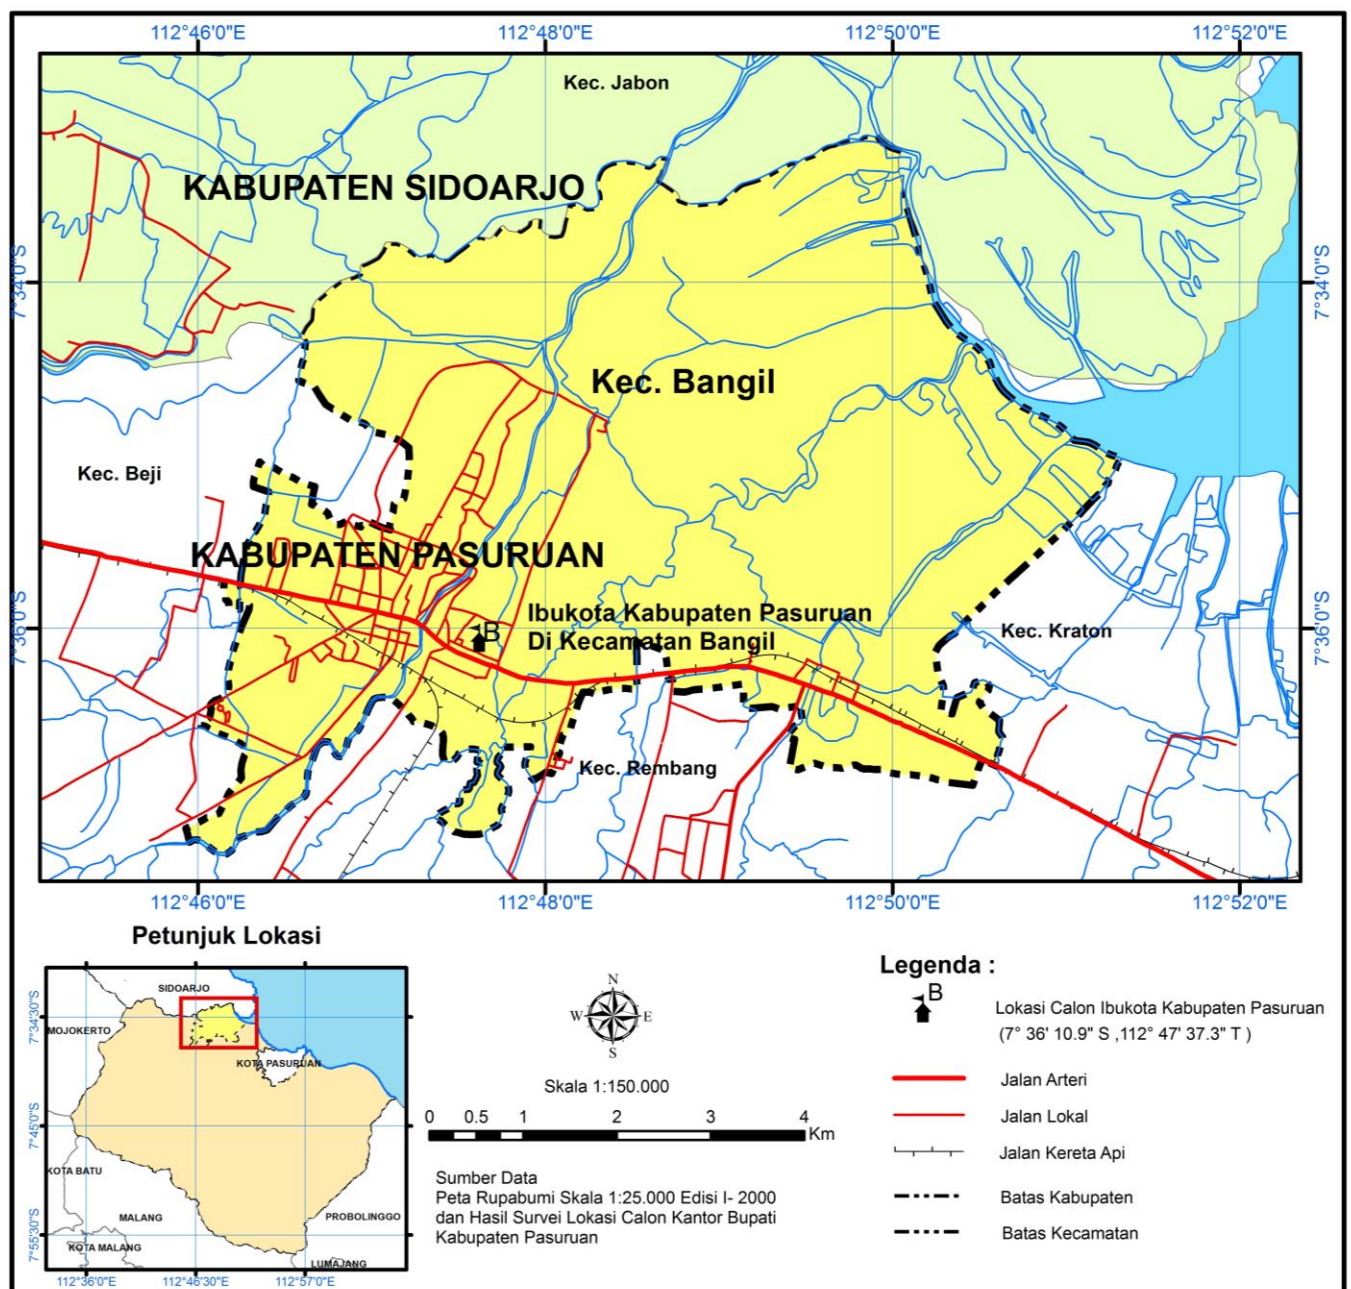 112°46'0"E 112°48'0"E 112°50'0"E 112°52'0"E
Kec. Jabon
KABUPATEN SIDOARJO
7°34'0"S 7°34'0"S
Kec. Bangil
Kec. Beji
KABUPATEN PASURUAN
Ibukota Kabupaten Pasuruan
Di Kecamatan Bangil
B
7°36'0"S 7°36'0"S
Kec. Kraton
Kec. Rembang
112°46'0"E 112°48'0"E 112°50'0"E 112°52'0"E
Petunjuk Lokasi
SIDOARJO
7°34'30"S
MOJOKERTO
KOTA PASURUAN
7°45'0"S
KOTA BATU
MALANG
PROBOLINGGO
7°55'30"S
KOTA MALANG
LUMAJANG
112°36'0"E 112°46'30"E 112°57'0"E
N
W E
S
Skala 1:150.000
0 0.5 1 2 3 4
Km
Sumber Data
Peta Rupabumi Skala 1:25.000 Edisi I- 2000
dan Hasil Survei Lokasi Calon Kantor Bupati
Kabupaten Pasuruan
Legenda :
B
Lokasi Calon Ibukota Kabupaten Pasuruan
(7° 36' 10.9" S ,112° 47' 37.3" T )
Jalan Arteri
Jalan Lokal
Jalan Kereta Api
Batas Kabupaten
Batas Kecamatan